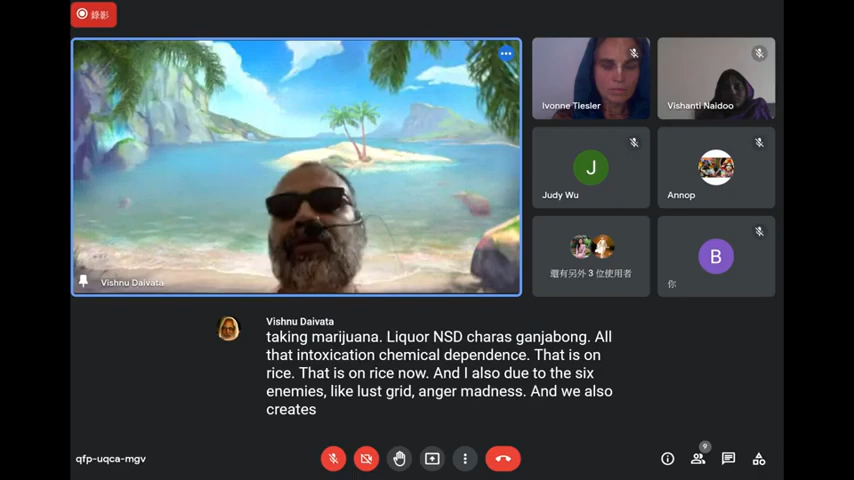 錄影
Ivonne Tiesler
Vishanti Naidoo
J
Judy Wu
Annop
還有另外 3 位使用者
B
你
Vishnu Daivata
Vishnu Daivata
taking marijuana. Liquor NSD charas ganjabong. All
that intoxication chemical dependence. That is on
rice. That is on rice now. And I also due to the six
enemies, like lust grid, anger madness. And we also
creates
qfp-uqca-mgv
9